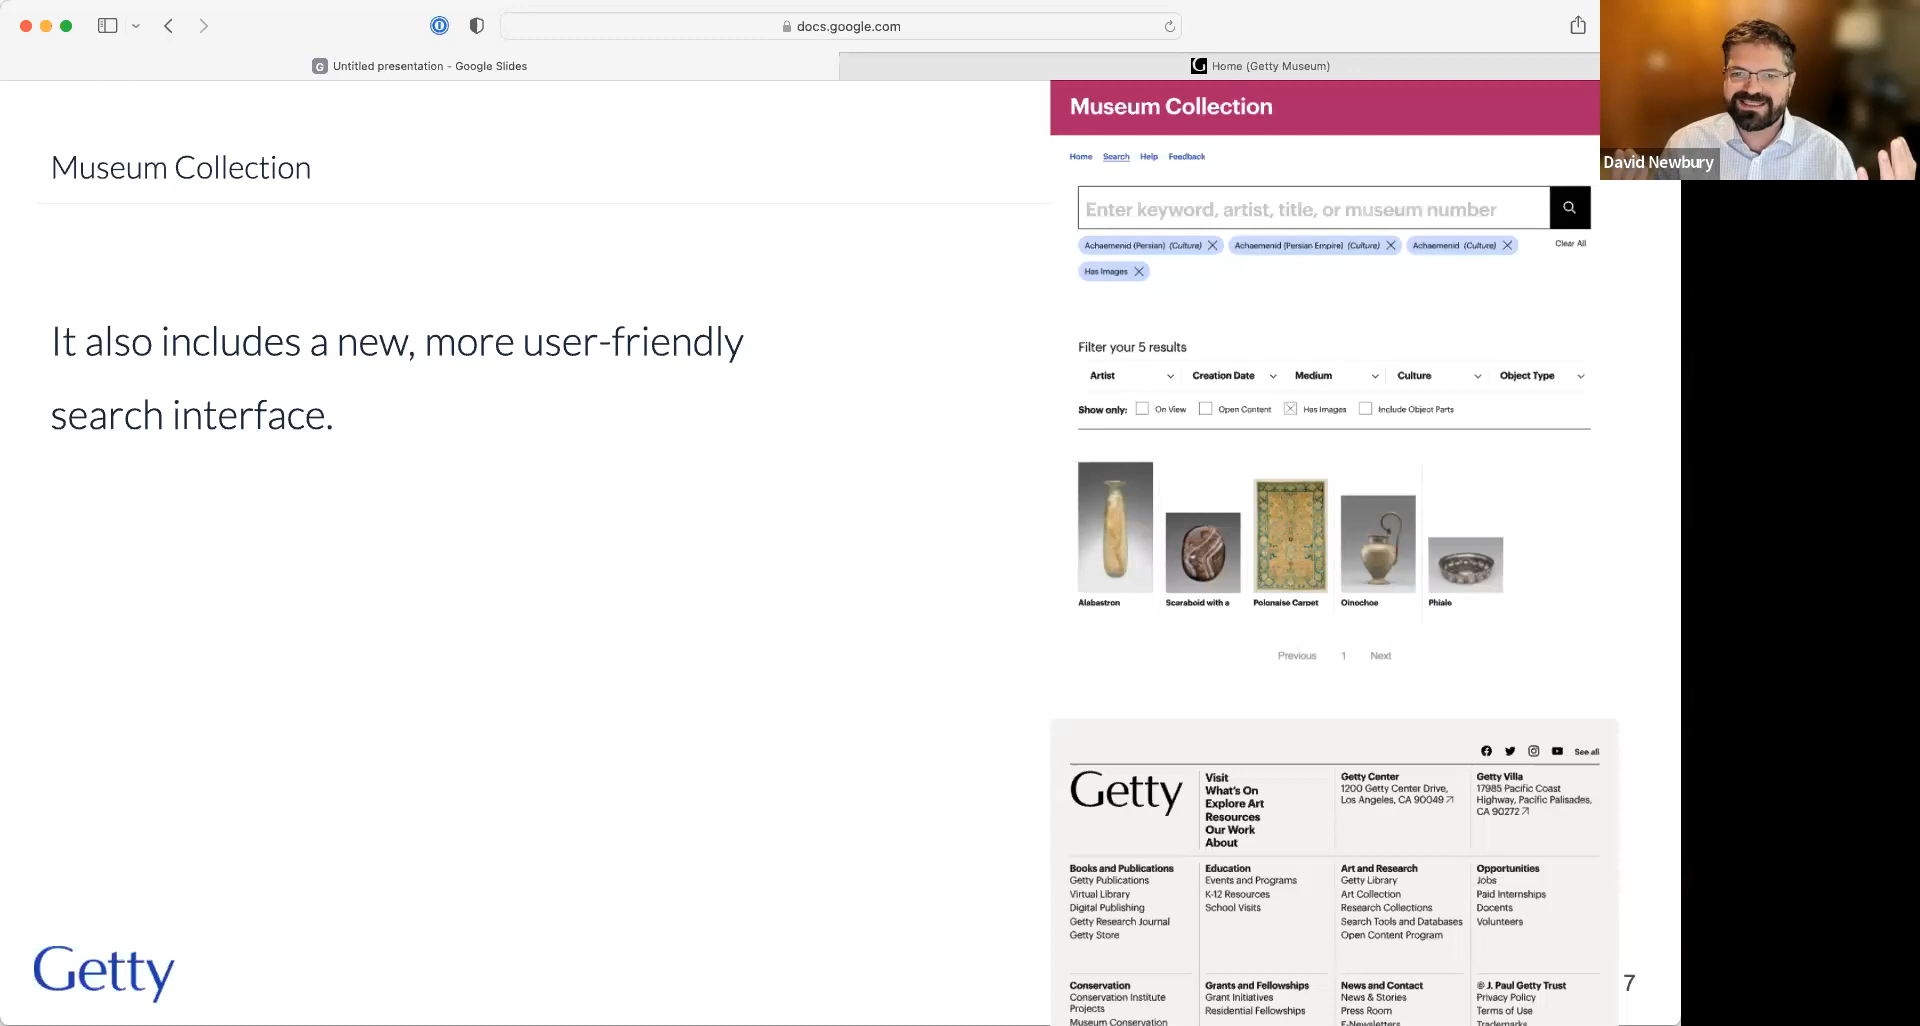 docs.google.com
Untitled presentation - Google Slides
Home (Getty Museum)
David Newbury
Museum Collection
It also includes a new, more user-friendly
search interface.
Getty
Museum Collection
Home Search Help Feedback
Enter keyword, artist, title, or museum number
Achaemenid (Persian) (Culture) Achaemenid (Persian Empire) (Culture) Achaemenid (Culture) Clear All
Has Images
Filter your 5 results
Artist Creation Date Medium Culture Object Type
Show only: On View Open Content Has Images Include Object Parts
Alabastron Scaraboid with a Polonaise Carpet Oinochoe Phiale
Previous 1 Next
See all
Getty
Visit
What's On
Explore Art
Resources
Our Work
About
Getty Center
1200 Getty Center Drive,
Los Angeles, CA 90049
Getty Villa
17985 Pacific Coast
Highway, Pacific Palisades,
CA 90272
Books and Publications
Getty Publications
Virtual Library
Digital Publishing
Getty Research Journal
Getty Store
Education
Events and Programs
K-12 Resources
School Visits
Art and Research
Getty Library
Art Collection
Research Collections
Search Tools and Databases
Open Content Program
Opportunities
Jobs
Paid Internships
Docents
Volunteers
Conservation
Conservation Institute
Projects
Museum Conservation
Grants and Fellowships
Grant Initiatives
Residential Fellowships
News and Contact
News & Stories
Press Room
E-Newsletters
© J. Paul Getty Trust
Privacy Policy
Terms of Use
Trademarks
7